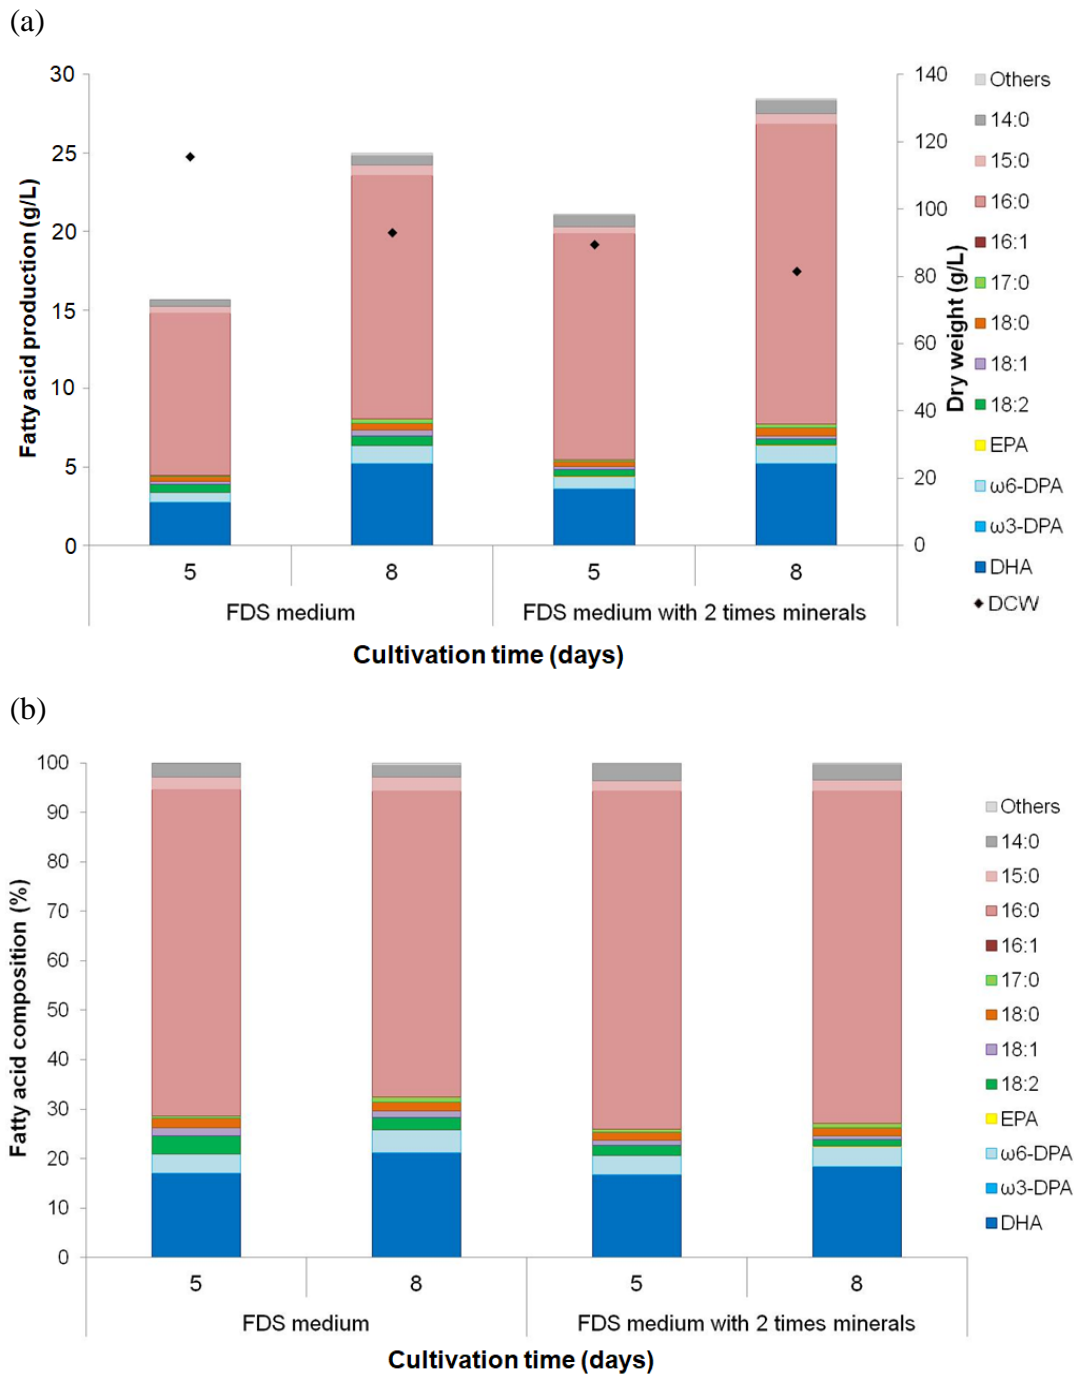 (a)
Fatty acid production (g/L)
30
25
20
15
10
5
0
140
120
100
80
60
40
20
0
Dry weight (g/L)
5
8
5
8
FDS medium
FDS medium with 2 times minerals
Cultivation time (days)
Others
14:0
15:0
16:0
16:1
17:0
18:0
18:1
18:2
EPA
ω6-DPA
ω3-DPA
DHA
DCW
(b)
Fatty acid composition (%)
100
90
80
70
60
50
40
30
20
10
0
5
8
5
8
FDS medium
FDS medium with 2 times minerals
Cultivation time (days)
Others
14:0
15:0
16:0
16:1
17:0
18:0
18:1
18:2
EPA
ω6-DPA
ω3-DPA
DHA